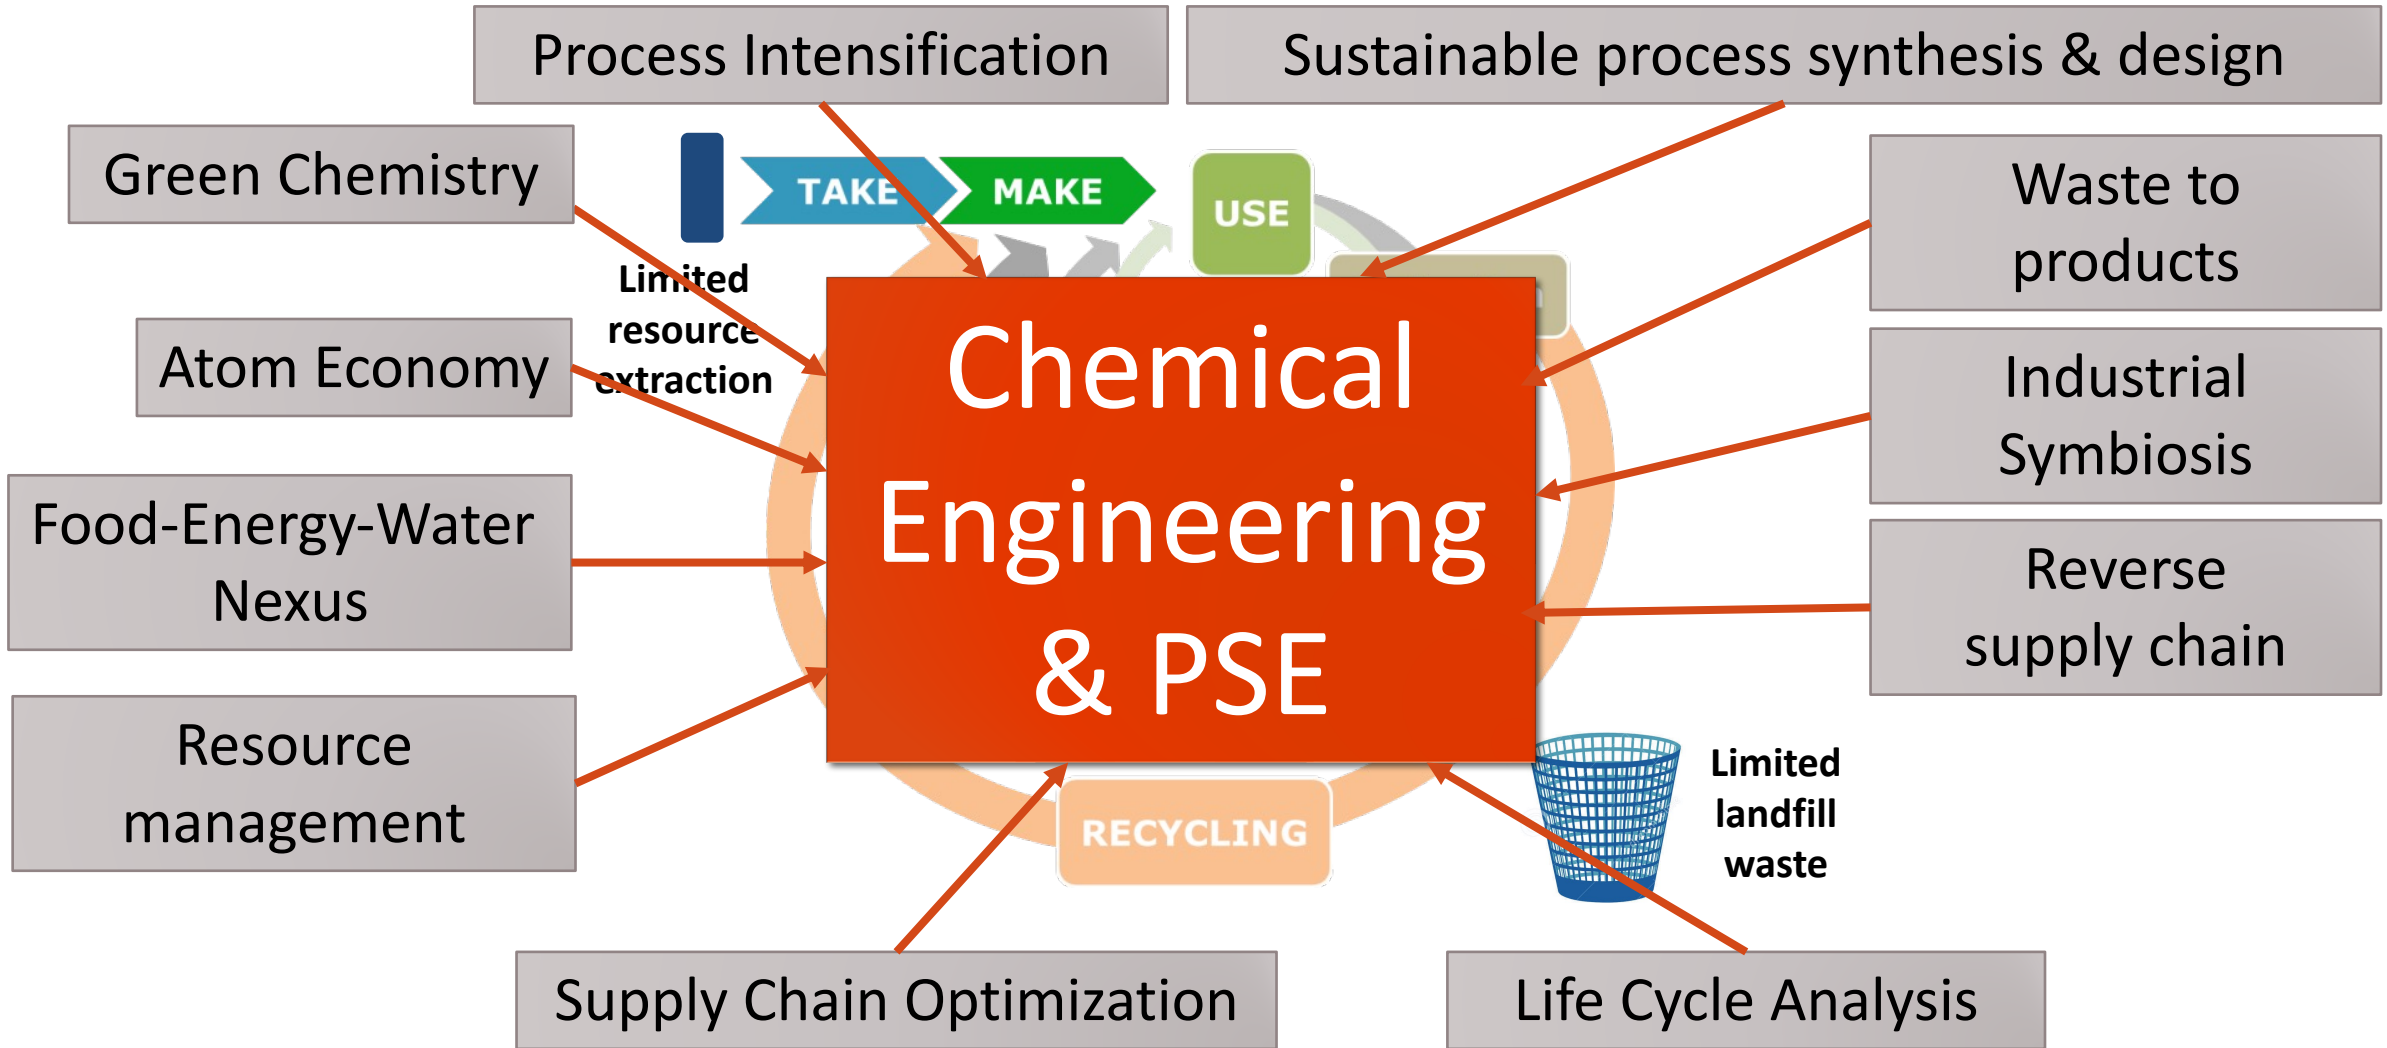 Process Intensification
Sustainable process synthesis & design
Green Chemistry
TAKE
MAKE
USE
Waste to
products
Limited
resource
extraction
Atom Economy
Chemical
Engineering
& PSE
Industrial
Symbiosis
Food-Energy-Water
Nexus
Reverse
supply chain
Resource
management
RECYCLING
Limited
landfill
waste
Supply Chain Optimization
Life Cycle Analysis